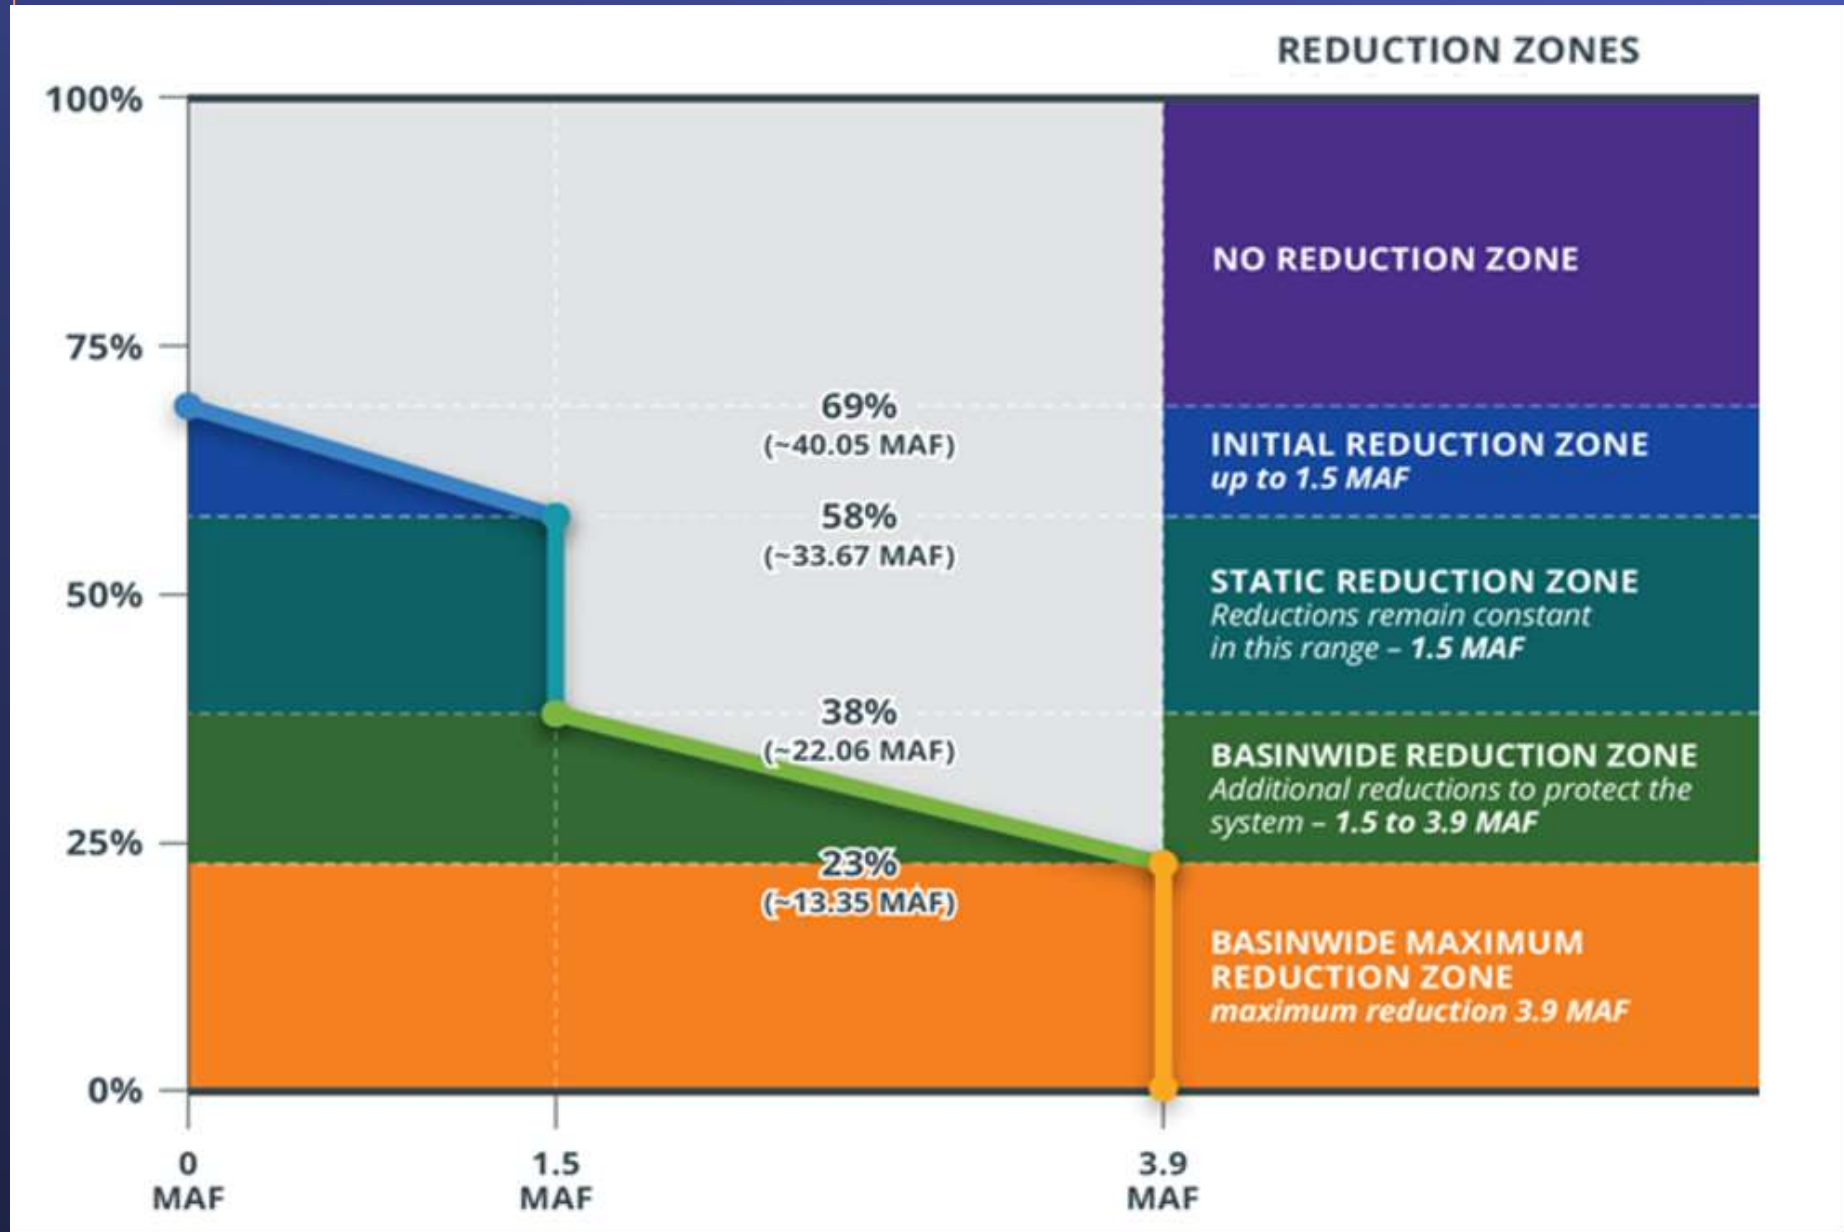 REDUCTION ZONES
100%
75%
50%
25%
0%
69%
(~40.05 MAF)
58%
(~33.67 MAF)
38%
(~22.06 MAF)
23%
(~13.35 MAF)
NO REDUCTION ZONE
INITIAL REDUCTION ZONE
up to 1.5 MAF
STATIC REDUCTION ZONE
Reductions remain constant
in this range – 1.5 MAF
BASINWIDE REDUCTION ZONE
Additional reductions to protect the
system – 1.5 to 3.9 MAF
BASINWIDE MAXIMUM
REDUCTION ZONE
maximum reduction 3.9 MAF
0
MAF
1.5
MAF
3.9
MAF